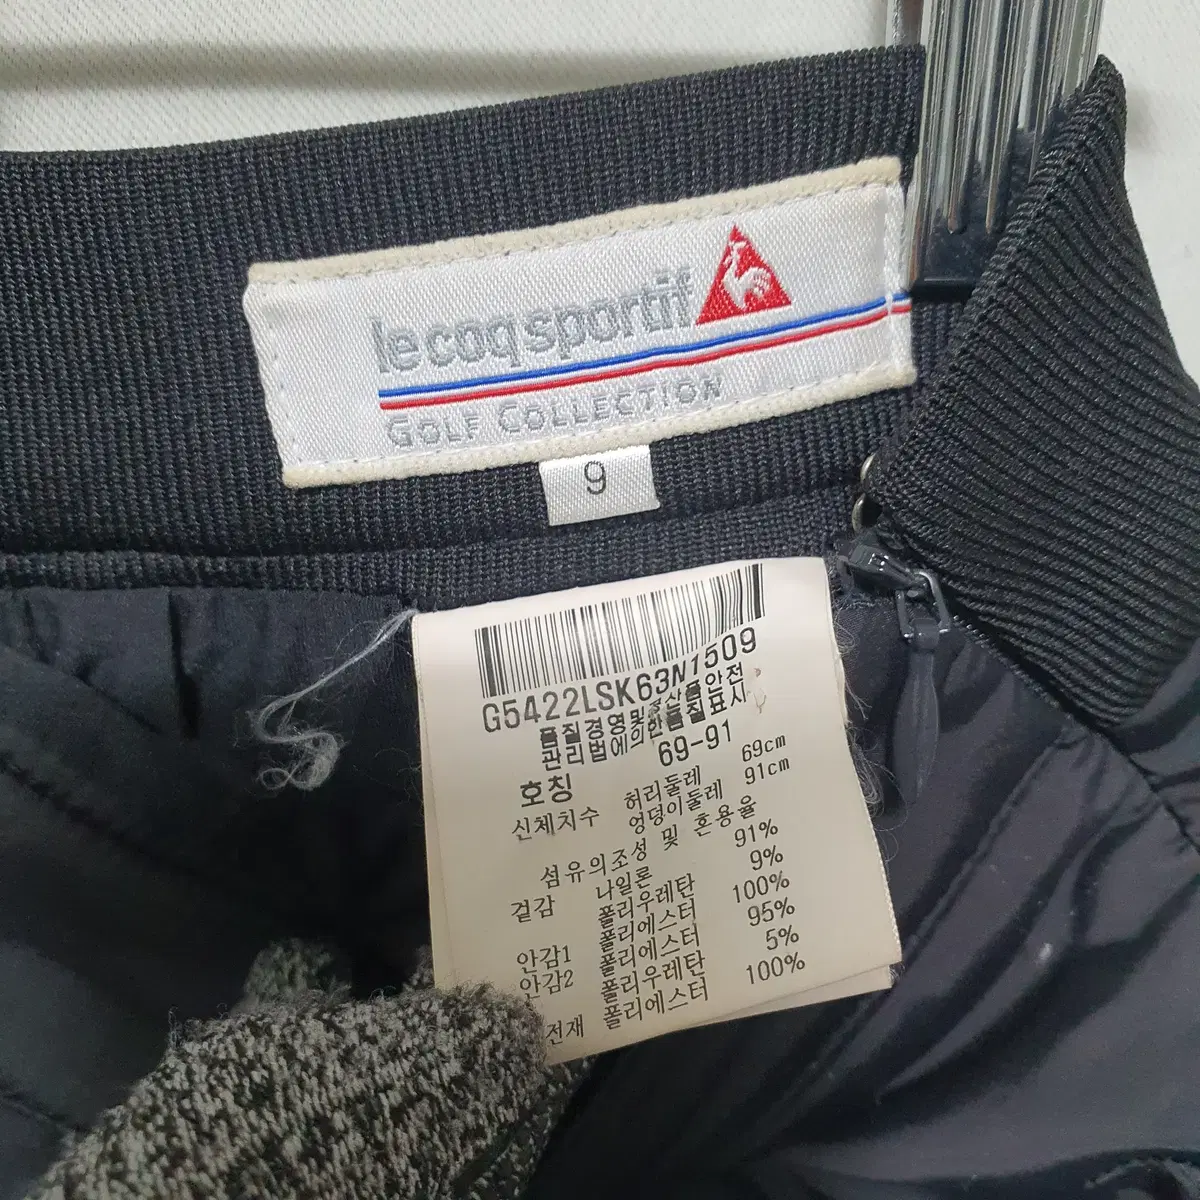 le coq sportif
GOLF COLLECTION
9
G5422LSK63N1509
품질경영및공산품안전
관리법에의한품질표시
호칭 69-91
신체치수 허리둘레 69cm
엉덩이둘레 91cm
섬유의조성 및 혼용율
겉감 나일론 91%
폴리우레탄 9%
안감1 폴리에스터 100%
안감2 폴리에스터 95%
폴리우레탄 5%
전재 폴리에스터 100%